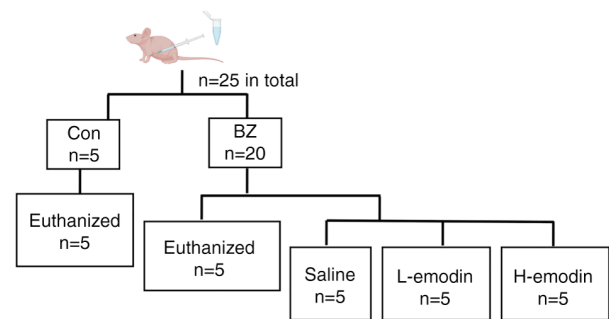 n=25 in total
Con
n=5
BZ
n=20
Euthanized
n=5
Euthanized
n=5
Saline
n=5
L-emodin
n=5
H-emodin
n=5